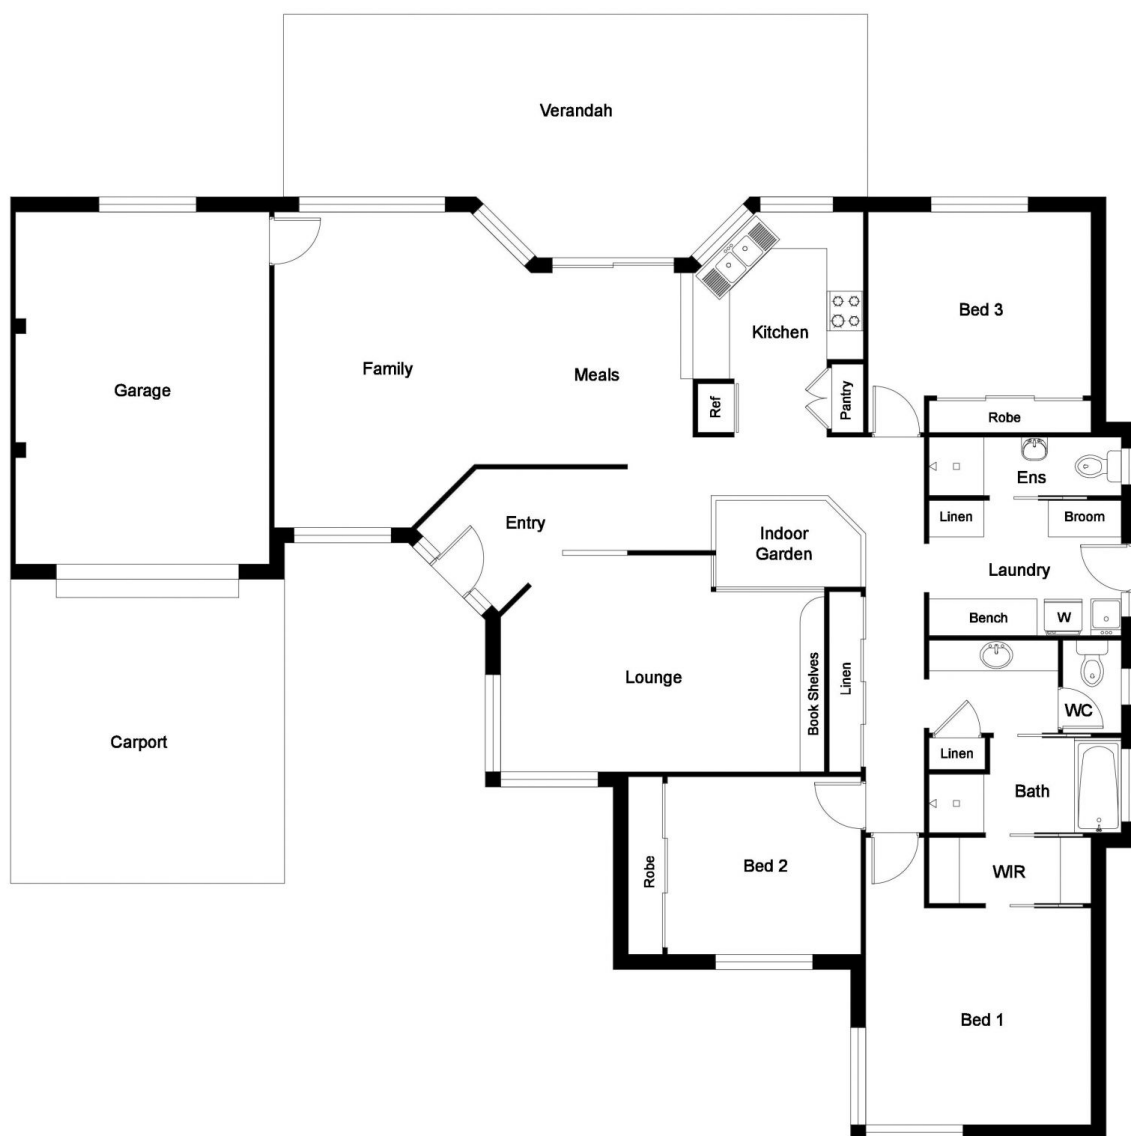 Verandah
Garage
Family
Meals
Kitchen
Ref
Pantry
Bed 3
Robe
Ens
Linen
Broom
Entry
Indoor
Garden
Laundry
Bench
W
Lounge
Book Shelves
Linen
WC
Linen
Bath
Carport
Robe
Bed 2
WIR
Bed 1